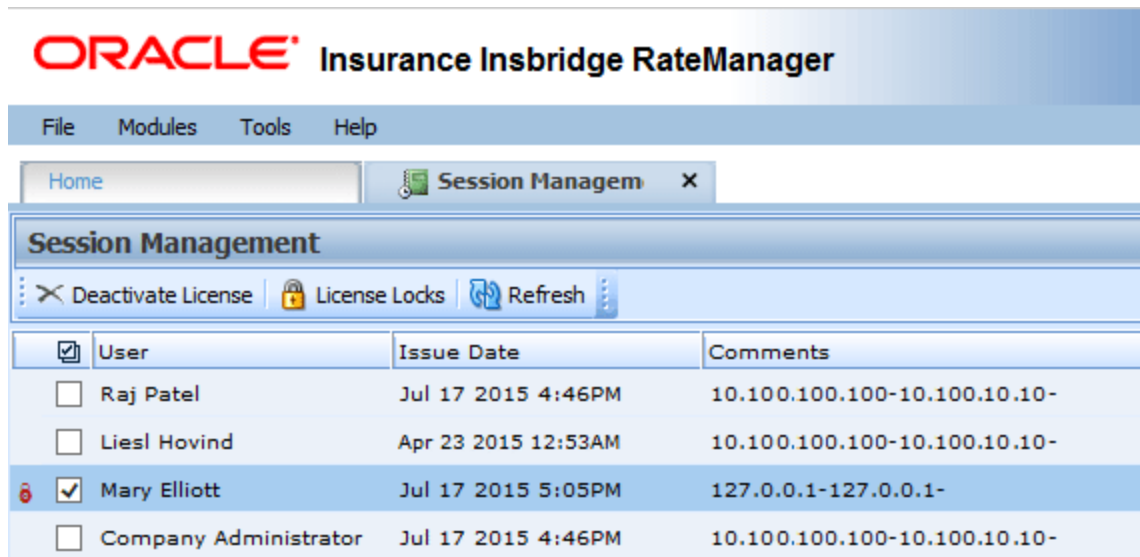 ORACLE Insurance Insbridge RateManager
File Modules Tools Help
Home Session Managem
Session Management
Deactivate License License Locks Refresh
User Issue Date Comments
Raj Patel Jul 17 2015 4:46PM 10.100.100.100-10.100.10.10-
Liesl Hovind Apr 23 2015 12:53AM 10.100.100.100-10.100.10.10-
Mary Elliott Jul 17 2015 5:05PM 127.0.0.1-127.0.0.1-
Company Administrator Jul 17 2015 4:46PM 10.100.100.100-10.100.10.10-